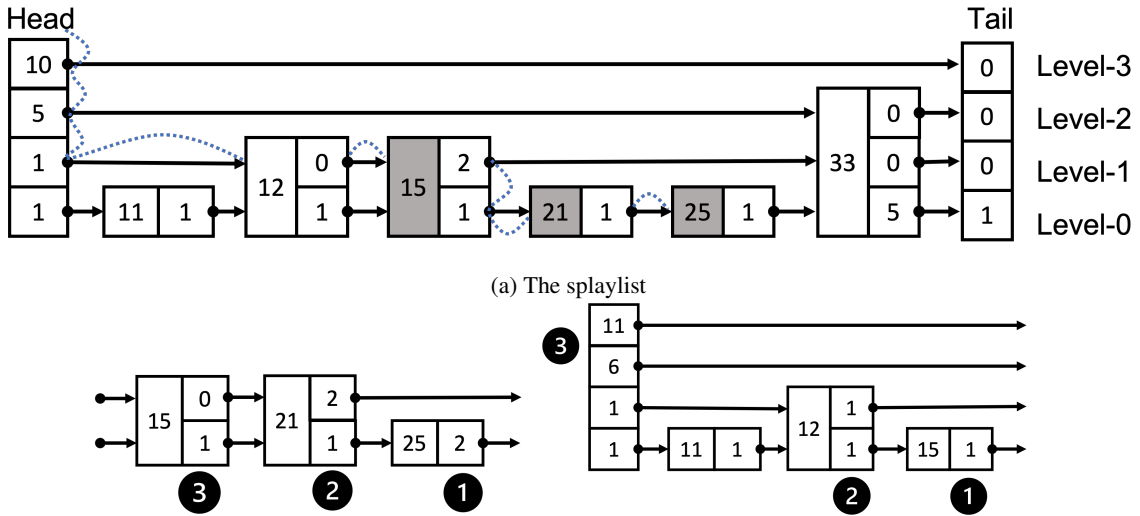 Head Tail
10 0 Level-3
5 0 0 Level-2
1 12 0 15 2 33 0 0 Level-1
1 11 1 1 1 21 1 25 1 5 1 Level-0
(a) The splaylist
3 11
6
15 0 21 2 1 12 1
1 1 25 2 1 11 1 1 15 1
3 2 1 2 1